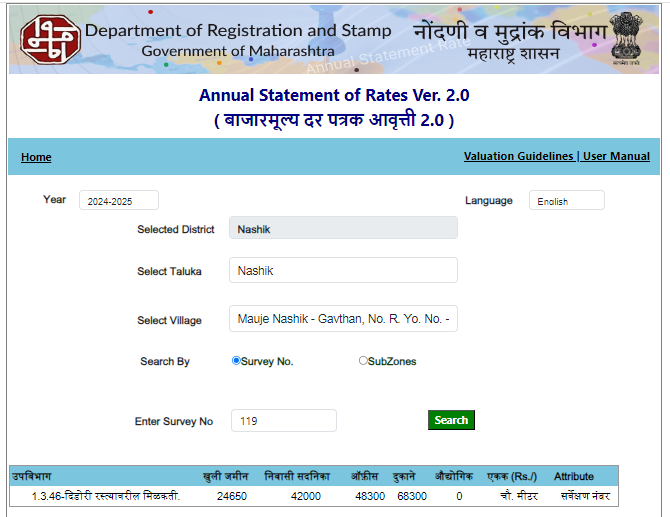 Department of Registration and Stamp
Government of Maharashtra
नोंदणी व मुद्रांक विभाग
महाराष्ट्र शासन
Annual Statement Rate
Annual Statement of Rates Ver. 2.0
( बाजारमूल्य दर पत्रक आवृत्ती 2.0 )
Home
Valuation Guidelines | User Manual
Year 2024-2025
Language English
Selected District Nashik
Select Taluka Nashik
Select Village Mauje Nashik - Gavthan, No. R. Yo. No. -
Search By Survey No. SubZones
Enter Survey No 119 Search
उपविभाग खुली जमीन निवासी सदनिका ऑफ़ीस दुकाने औद्योगिक एकक (Rs./) Attribute
1.3.46-दिंडोरी रस्त्यावरील मिळकती. 24650 42000 48300 68300 0 चौ. मीटर सर्वेक्षण नंबर